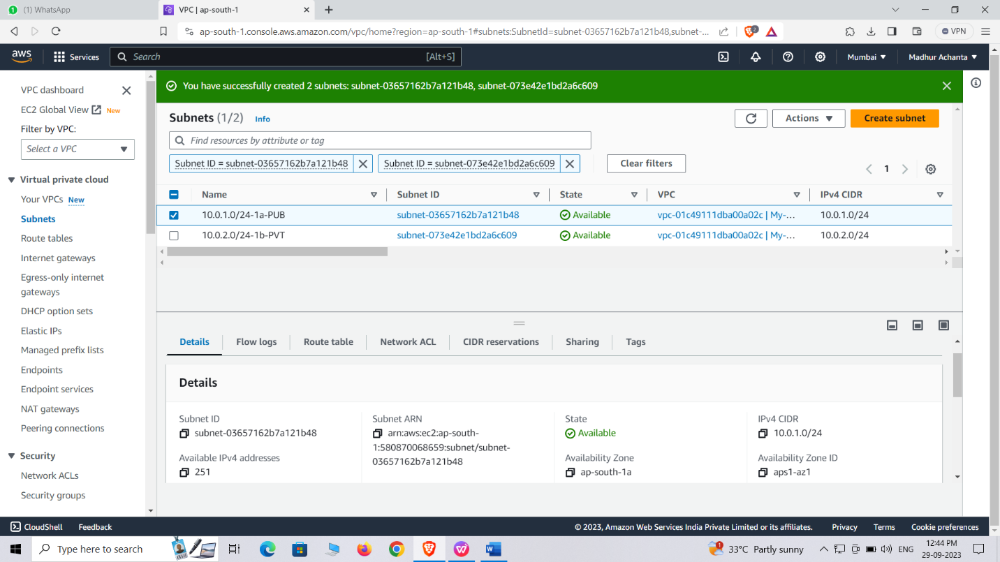 (1) WhatsApp
VPC | ap-south-1
ap-south-1.console.aws.amazon.com/vpc/home?region=ap-south-1#subnets:SubnetId=subnet-03657162b7a121b48,subnet-...
2
VPN
aws
Services
Search
[Alt+S]
Mumbai
Madhur Achanta
VPC dashboard
EC2 Global View New
Filter by VPC:
Select a VPC
Virtual private cloud
Your VPCs New
Subnets
Route tables
Internet gateways
Egress-only internet
gateways
DHCP option sets
Elastic IPs
Managed prefix lists
Endpoints
Endpoint services
NAT gateways
Peering connections
Security
Network ACLs
Security groups
You have successfully created 2 subnets: subnet-03657162b7a121b48, subnet-073e42e1bd2a6c609
Subnets (1/2) Info
Actions
Create subnet
Find resources by attribute or tag
Subnet ID = subnet-03657162b7a121b48
Subnet ID = subnet-073e42e1bd2a6c609
Clear filters
1
Name Subnet ID State VPC IPv4 CIDR
10.0.1.0/24-1a-PUB subnet-03657162b7a121b48 Available vpc-01c49111dba00a02c | My-... 10.0.1.0/24
10.0.2.0/24-1b-PVT subnet-073e42e1bd2a6c609 Available vpc-01c49111dba00a02c | My-... 10.0.2.0/24
Details Flow logs Route table Network ACL CIDR reservations Sharing Tags
Details
Subnet ID
subnet-03657162b7a121b48
Available IPv4 addresses
251
Subnet ARN
arn:aws:ec2:ap-south-
1:580870068659:subnet/subnet-
03657162b7a121b48
State
Available
Availability Zone
ap-south-1a
IPv4 CIDR
10.0.1.0/24
Availability Zone ID
aps1-az1
CloudShell
Feedback
© 2023, Amazon Web Services India Private Limited or its affiliates.
Privacy
Terms
Cookie preferences
Type here to search
1
33°C Partly sunny
ENG
12:44 PM
29-09-2023